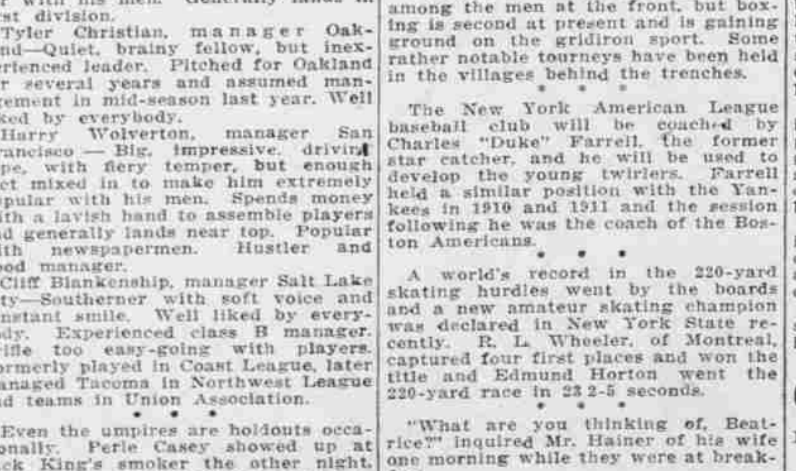 st division.
Tyler Christian, manager Oak-
nd—Quiet, brainy fellow, but inex-
erienced leader. Pitched for Oakland
r several years and assumed man-
gement in mid-season last year. Well
ked by everybody.
Harry Wolverton, manager San
rancisco — Big, impressive, driving
pe, with fiery temper, but enough
ct mixed in to make him extremely
pular with his men. Spends money
ith a lavish hand to assemble players
d generally lands near top. Popular
ith newspapermen. Hustler and
ood manager.
Cliff Blankenship, manager Salt Lake
ty—Southerner with soft voice and
nstant smile. Well liked by every-
dy. Experienced class B manager.
ifle too easy-going with players.
ormerly played in Coast League, later
anaged Tacoma in Northwest League
d teams in Union Association.
* * *
Even the umpires are holdouts occa-
onally. Perle Casey showed up at
ck King's smoker the other night,
among the men at the front, but box-
ing is second at present and is gaining
ground on the gridiron sport. Some
rather notable tourneys have been held
in the villages behind the trenches.
* * *
The New York American League
baseball club will be coached by
Charles "Duke" Farrell, the former
star catcher, and he will be used to
develop the young twirlers. Farrell
held a similar position with the Yan-
kees in 1910 and 1911 and the session
following he was the coach of the Bos-
ton Americans.
* * *
A world's record in the 220-yard
skating hurdles went by the boards
and a new amateur skating champion
was declared in New York State re-
cently. R. L. Wheeler, of Montreal,
captured four first places and won the
title and Edmund Horton went the
220-yard race in 23 2-5 seconds.
* * *
"What are you thinking of, Beat-
rice?" inquired Mr. Hainer of his wife
one morning while they were at break-